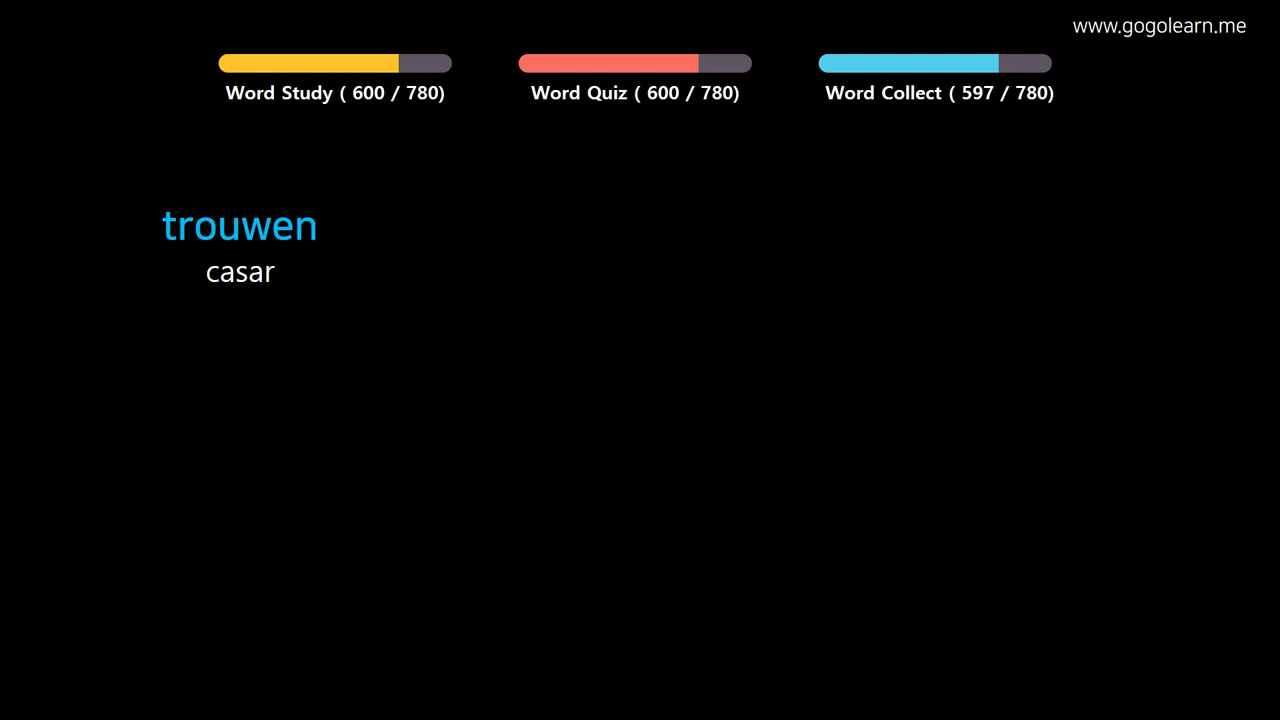 www.gogolearn.me
Word Study ( 600 / 780)
Word Quiz ( 600 / 780)
Word Collect ( 597 / 780)
trouwen
casar